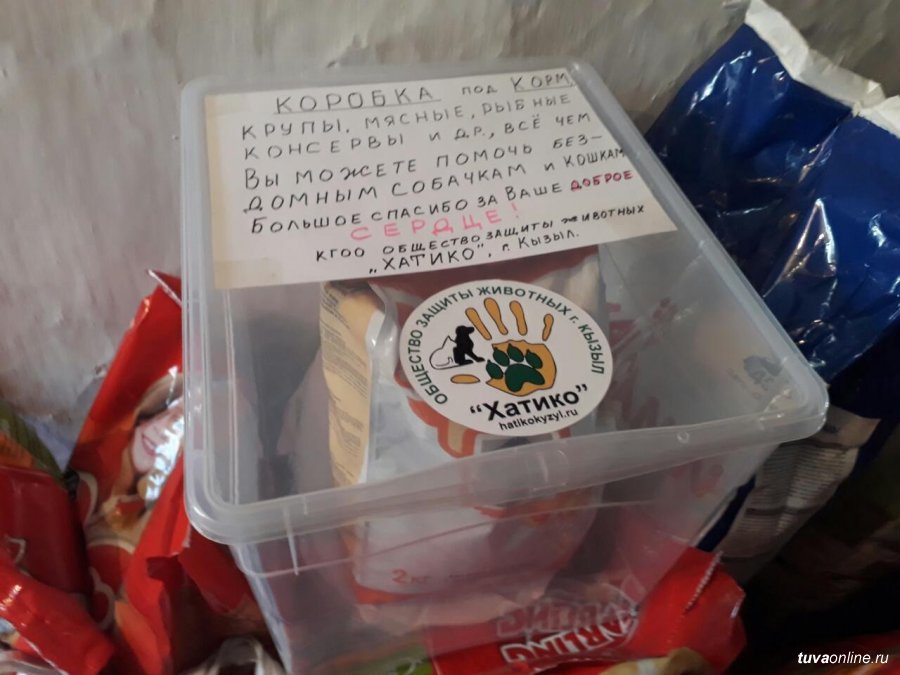 КОРОБКА под КОРМ,
КРУПЫ, МЯСНЫЕ, РЫБНЫЕ
КОНСЕРВЫ И ДР., ВСЁ ЧЕМ
ВЫ МОЖЕТЕ ПОМОЧЬ БЕЗ-
ДОМНЫМ СОБАЧКАМ И КОШКАМ
БОЛЬШОЕ СПАСИБО ЗА ВАШЕ ДОБРОЕ
СЕРДЦЕ!
КГОО ОБЩЕСТВО ЗАЩИТЫ ЖИВОТНЫХ
„ХАТИКО", г. Кызыл.
ОБЩЕСТВО ЗАЩИТЫ ЖИВОТНЫХ г. КЫЗЫЛ
"Хатико"
hatikokyzyl.ru
2кг
DARLING
tuvaonline.ru